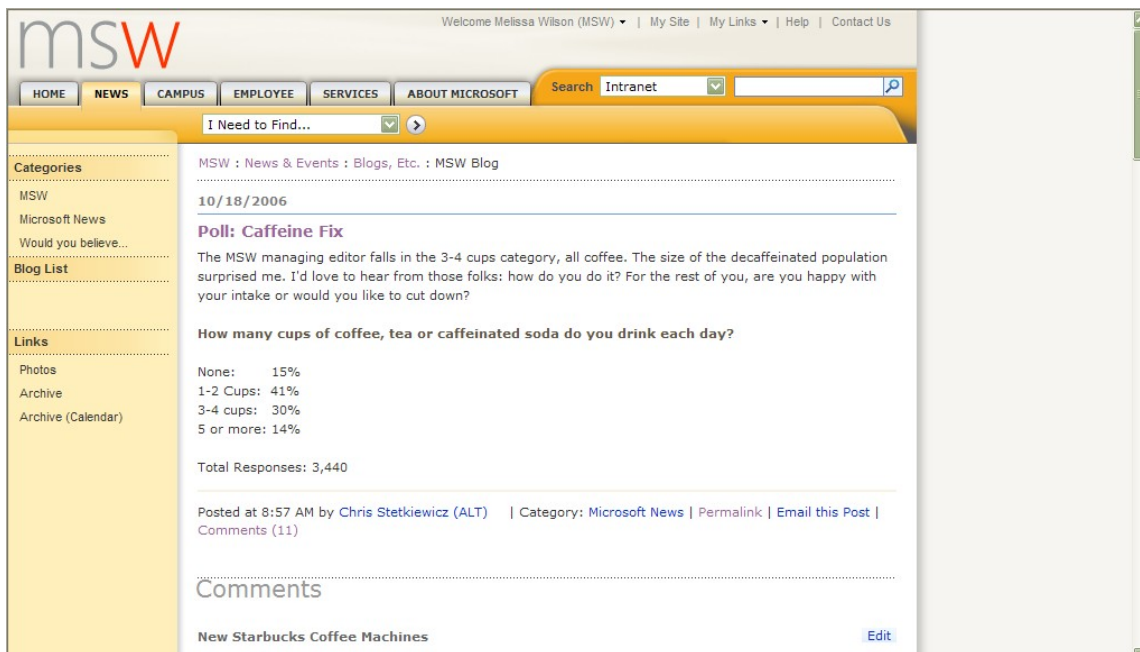 msw
Welcome Melissa Wilson (MSW) | My Site | My Links | Help | Contact Us
HOME NEWS CAMPUS EMPLOYEE SERVICES ABOUT MICROSOFT Search Intranet
I Need to Find...
Categories
MSW
Microsoft News
Would you believe...
Blog List
Links
Photos
Archive
Archive (Calendar)
MSW : News & Events : Blogs, Etc. : MSW Blog
10/18/2006
Poll: Caffeine Fix
The MSW managing editor falls in the 3-4 cups category, all coffee. The size of the decaffeinated population
surprised me. I'd love to hear from those folks: how do you do it? For the rest of you, are you happy with
your intake or would you like to cut down?
How many cups of coffee, tea or caffeinated soda do you drink each day?
None: 15%
1-2 Cups: 41%
3-4 cups: 30%
5 or more: 14%
Total Responses: 3,440
Posted at 8:57 AM by Chris Stetkiewicz (ALT) | Category: Microsoft News | Permalink | Email this Post |
Comments (11)
Comments
New Starbucks Coffee Machines Edit